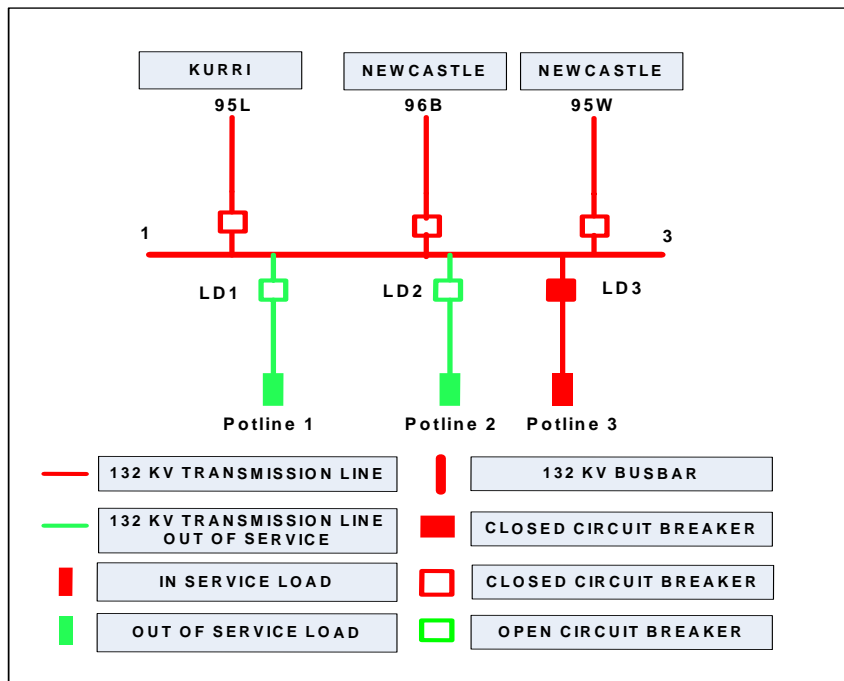 KURRI
NEWCASTLE
NEWCASTLE
95L
96B
95W
1
3
LD1
LD2
LD3
Potline 1
Potline 2
Potline 3
132 KV TRANSMISSION LINE
132 KV BUSBAR
132 KV TRANSMISSION LINE
OUT OF SERVICE
CLOSED CIRCUIT BREAKER
IN SERVICE LOAD
CLOSED CIRCUIT BREAKER
OUT OF SERVICE LOAD
OPEN CIRCUIT BREAKER